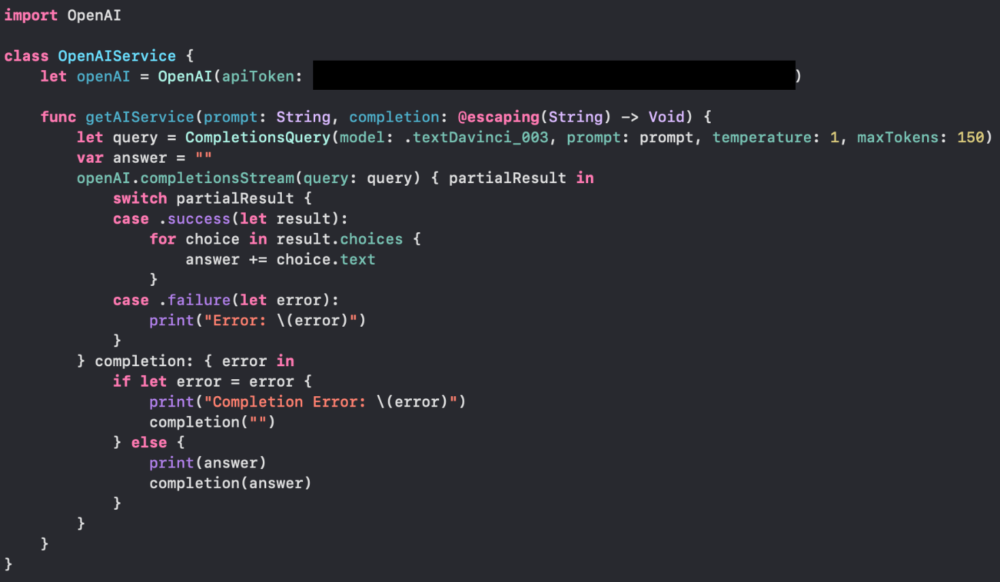 import OpenAI
class OpenAIService {
    let openAI = OpenAI(apiToken: )
    func getAIService(prompt: String, completion: @escaping(String) -> Void) {
        let query = CompletionsQuery(model: .textDavinci_003, prompt: prompt, temperature: 1, maxTokens: 150)
        var answer = ""
        openAI.completionsStream(query: query) { partialResult in
            switch partialResult {
            case .success(let result):
                for choice in result.choices {
                    answer += choice.text
                }
            case .failure(let error):
                print("Error: \(error)")
            }
        } completion: { error in
            if let error = error {
                print("Completion Error: \(error)")
                completion("")
            } else {
                print(answer)
                completion(answer)
            }
        }
    }
}